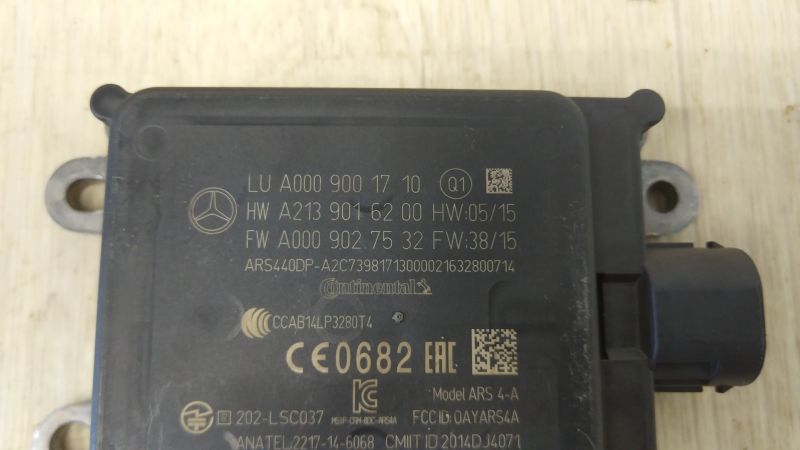 LU A000 900 17 10 Q1
HW A213 901 62 00 HW:05/15
FW A000 902 75 32 FW:38/15
ARS440DP-A2C73981713000021632800714
Continental
CCAB14LP3280T4
CE0682 EAC
Model ARS 4-A
202-LSC037 FCC ID: OAYARS4A
ANATEL:2217-14-6068 CMIIT ID 2014DJ4071